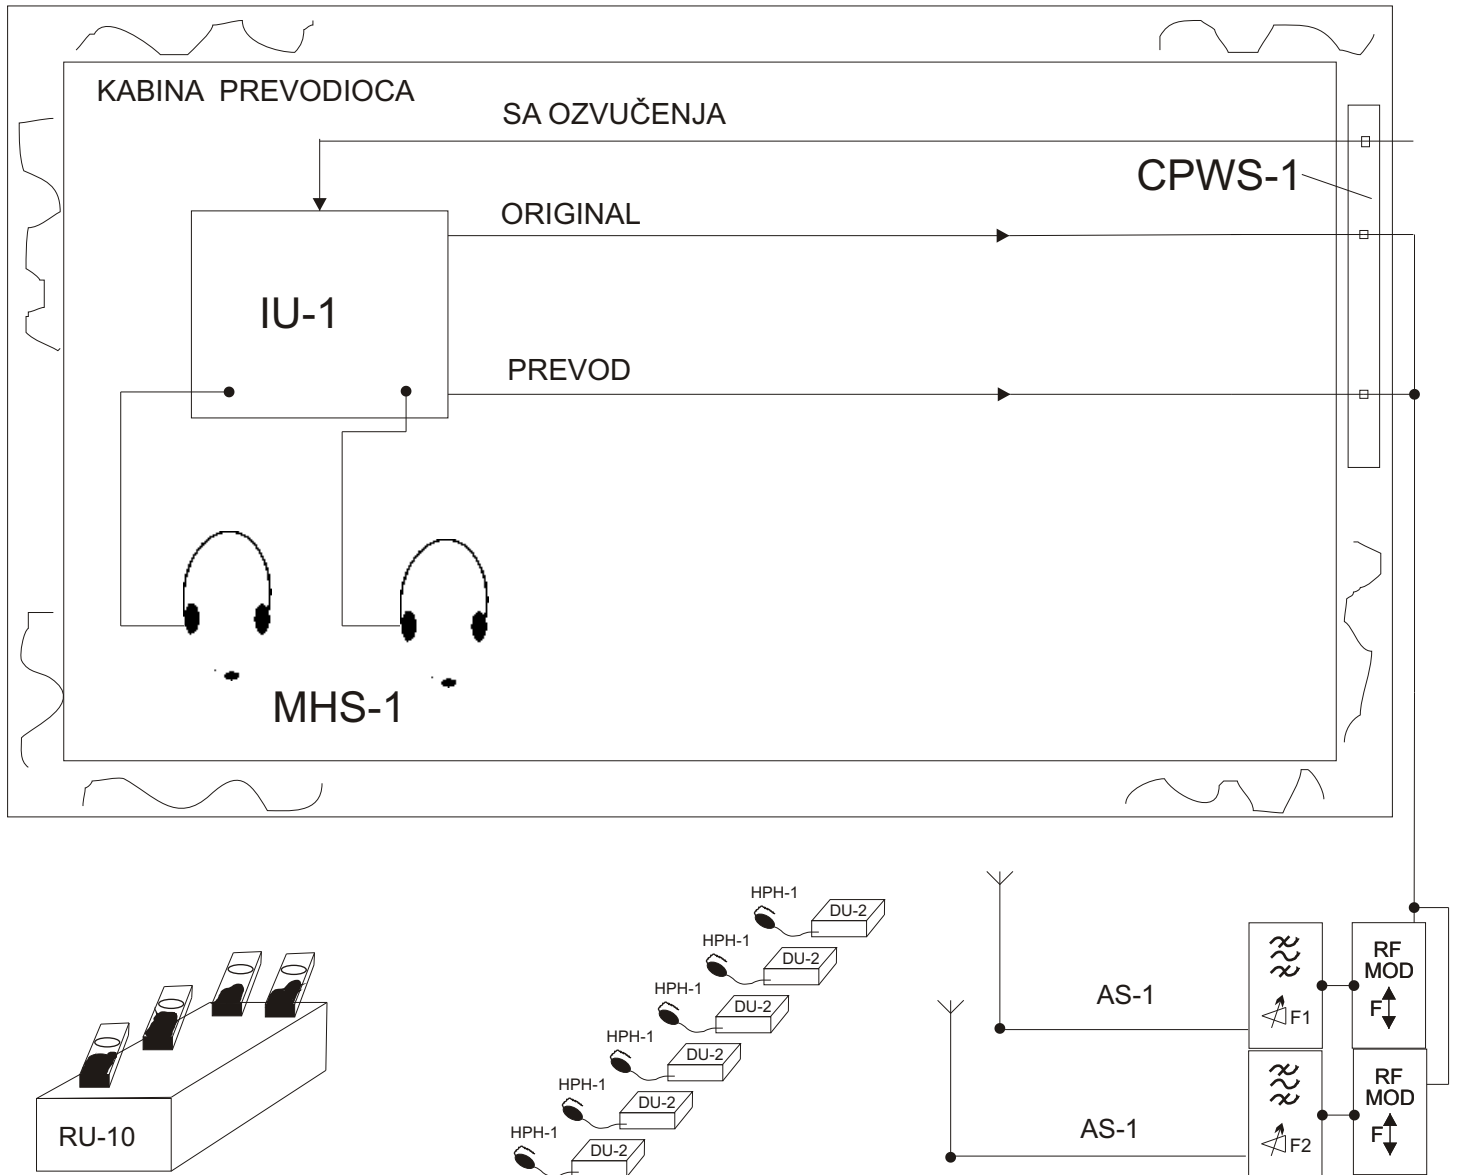 KABINA PREVODIOCA
SA OZVUČENJA
CPWS-1
ORIGINAL
IU-1
PREVOD
MHS-1
HPH-1
DU-2
HPH-1
DU-2
HPH-1
DU-2
HPH-1
DU-2
HPH-1
DU-2
HPH-1
DU-2
AS-1
F1
RF
MOD
F
AS-1
F2
RF
MOD
F
RU-10